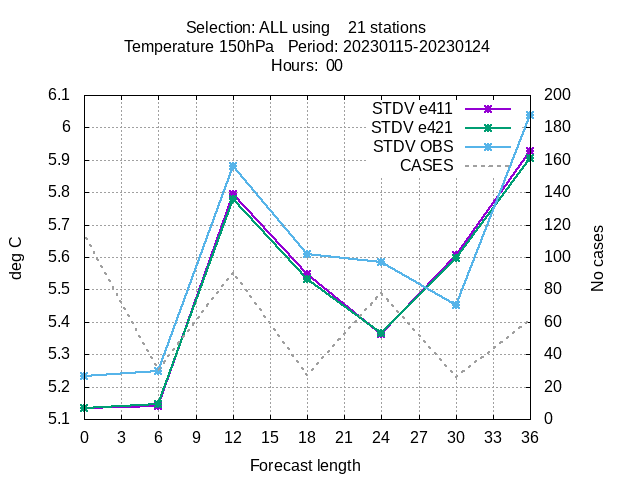 Selection: ALL using    21 stations
Temperature 150hPa   Period: 20230115-20230124
Hours:  00
STDV e411
STDV e421
STDV OBS
CASES
6.1
6
5.9
5.8
5.7
5.6
5.5
5.4
5.3
5.2
5.1
deg C
200
180
160
140
120
100
80
60
40
20
0
No cases
0 3 6 9 12 15 18 21 24 27 30 33 36
Forecast length